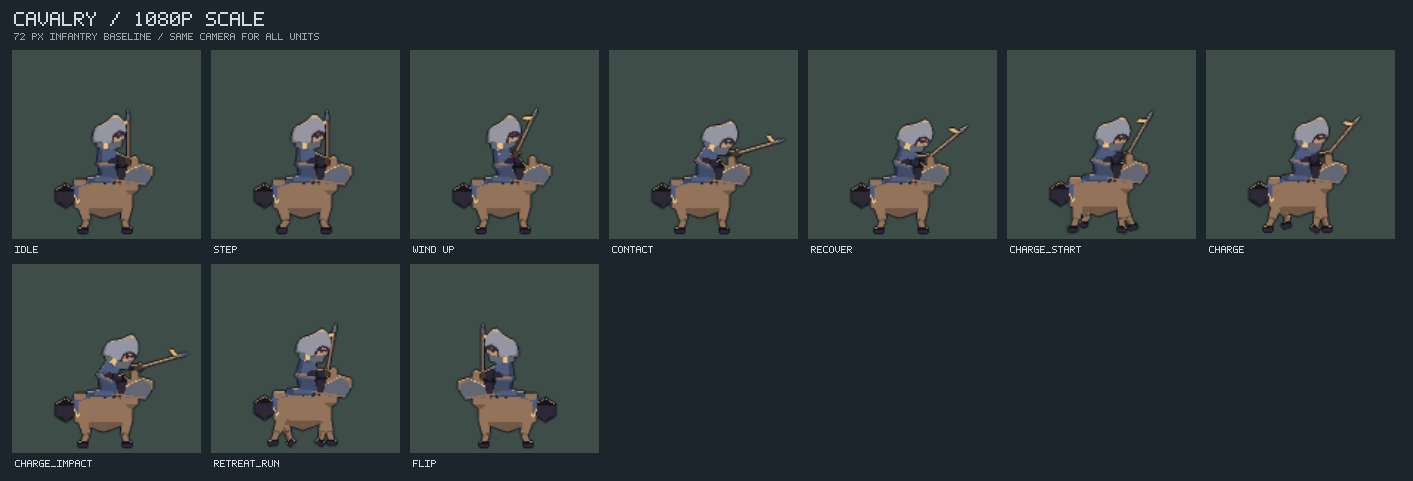 CAVALRY / 1080P SCALE
72 PX INFANTRY BASELINE / SAME CAMERA FOR ALL UNITS
IDLE
STEP
WIND UP
CONTACT
RECOVER
CHARGE_START
CHARGE
CHARGE_IMPACT
RETREAT_RUN
FLIP